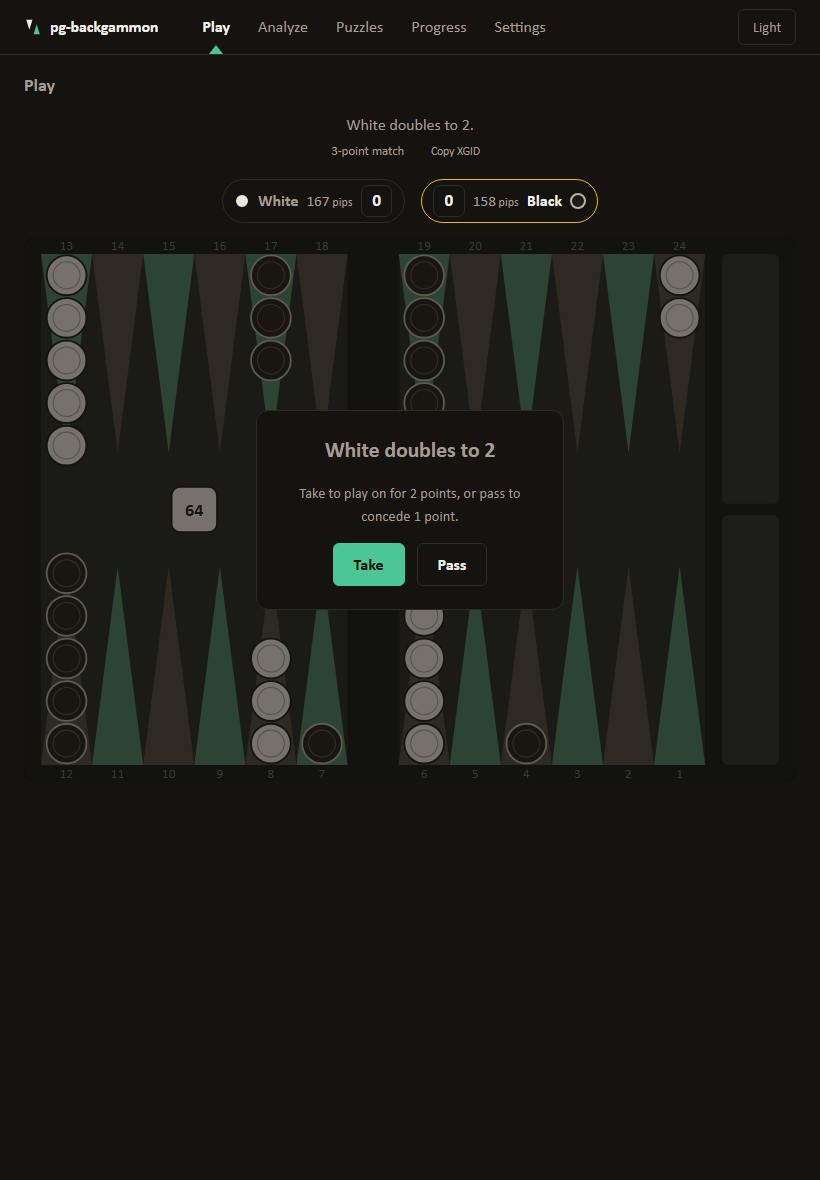 pg-backgammon Play Analyze Puzzles Progress Settings Light
Play
White doubles to 2.
3-point match Copy XGID
White 167 pips 0 0 158 pips Black
13 14 15 16 17 18 19 20 21 22 23 24
White doubles to 2
Take to play on for 2 points, or pass to
concede 1 point.
64
Take Pass
12 11 10 9 8 7 6 5 4 3 2 1